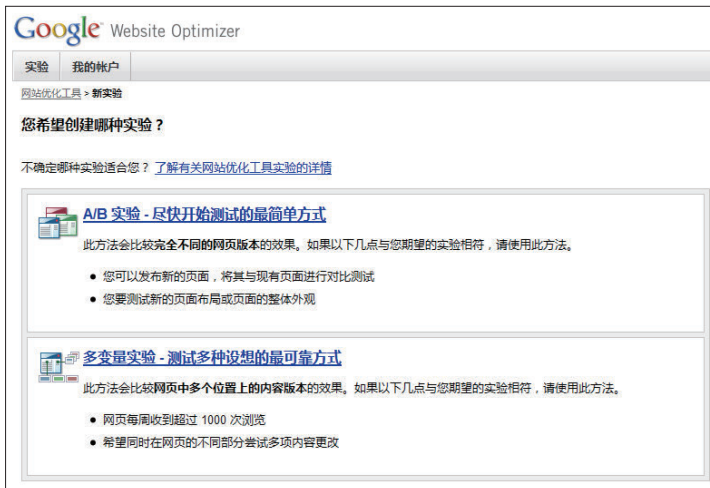 Google Website Optimizer
实验 我的帐户
网站优化工具 > 新实验
您希望创建哪种实验？
不确定哪种实验适合您？ 了解有关网站优化工具实验的详情
A/B 实验 - 尽快开始测试的最简单方式
此方法会比较完全不同的网页版本的效果。如果以下几点与您期望的实验相符，请使用此方法。
● 您可以发布新的页面，将其与现有页面进行对比测试
● 您要测试新的页面布局或页面的整体外观
多变量实验 - 测试多种设想的最可靠方式
此方法会比较网页中多个位置上的内容版本的效果。如果以下几点与您期望的实验相符，请使用此方法。
● 网页每周收到超过 1000 次浏览
● 希望同时在网页的不同部分尝试多项内容更改